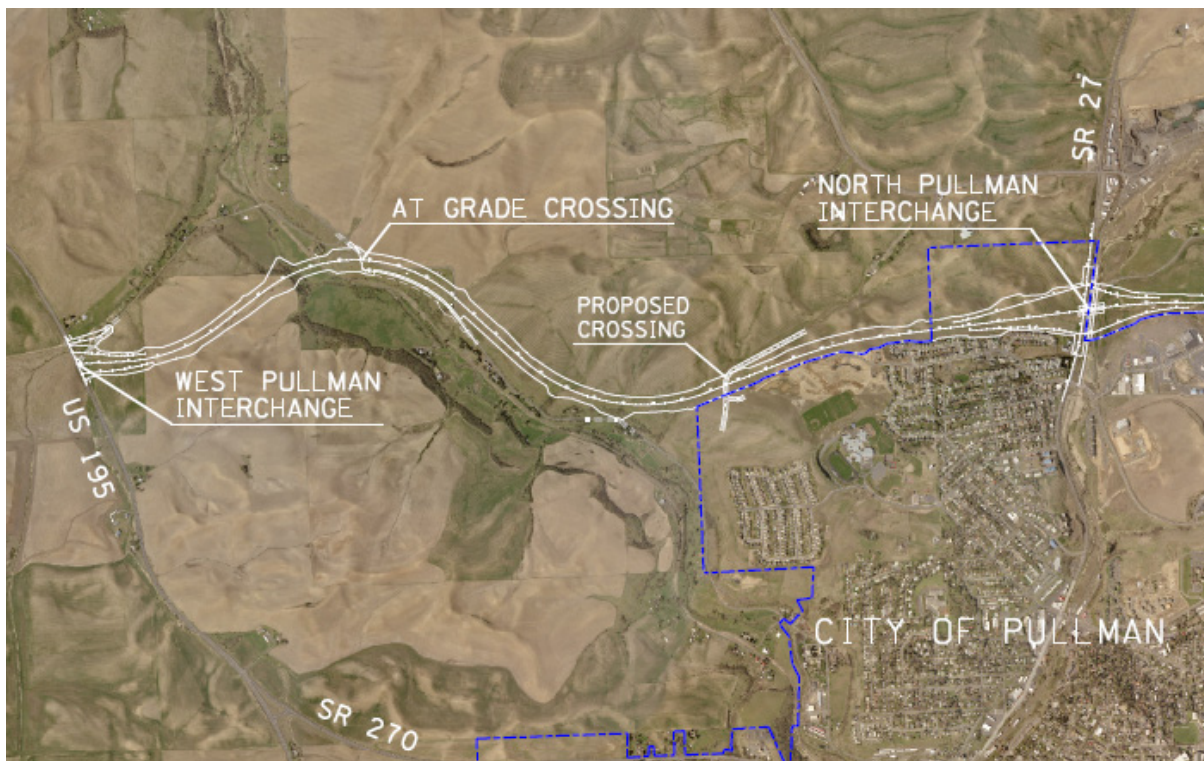 SR 27
NORTH PULLMAN
INTERCHANGE
AT GRADE CROSSING
PROPOSED
CROSSING
WEST PULLMAN
INTERCHANGE
US 195
CITY OF PULLMAN
SR 270